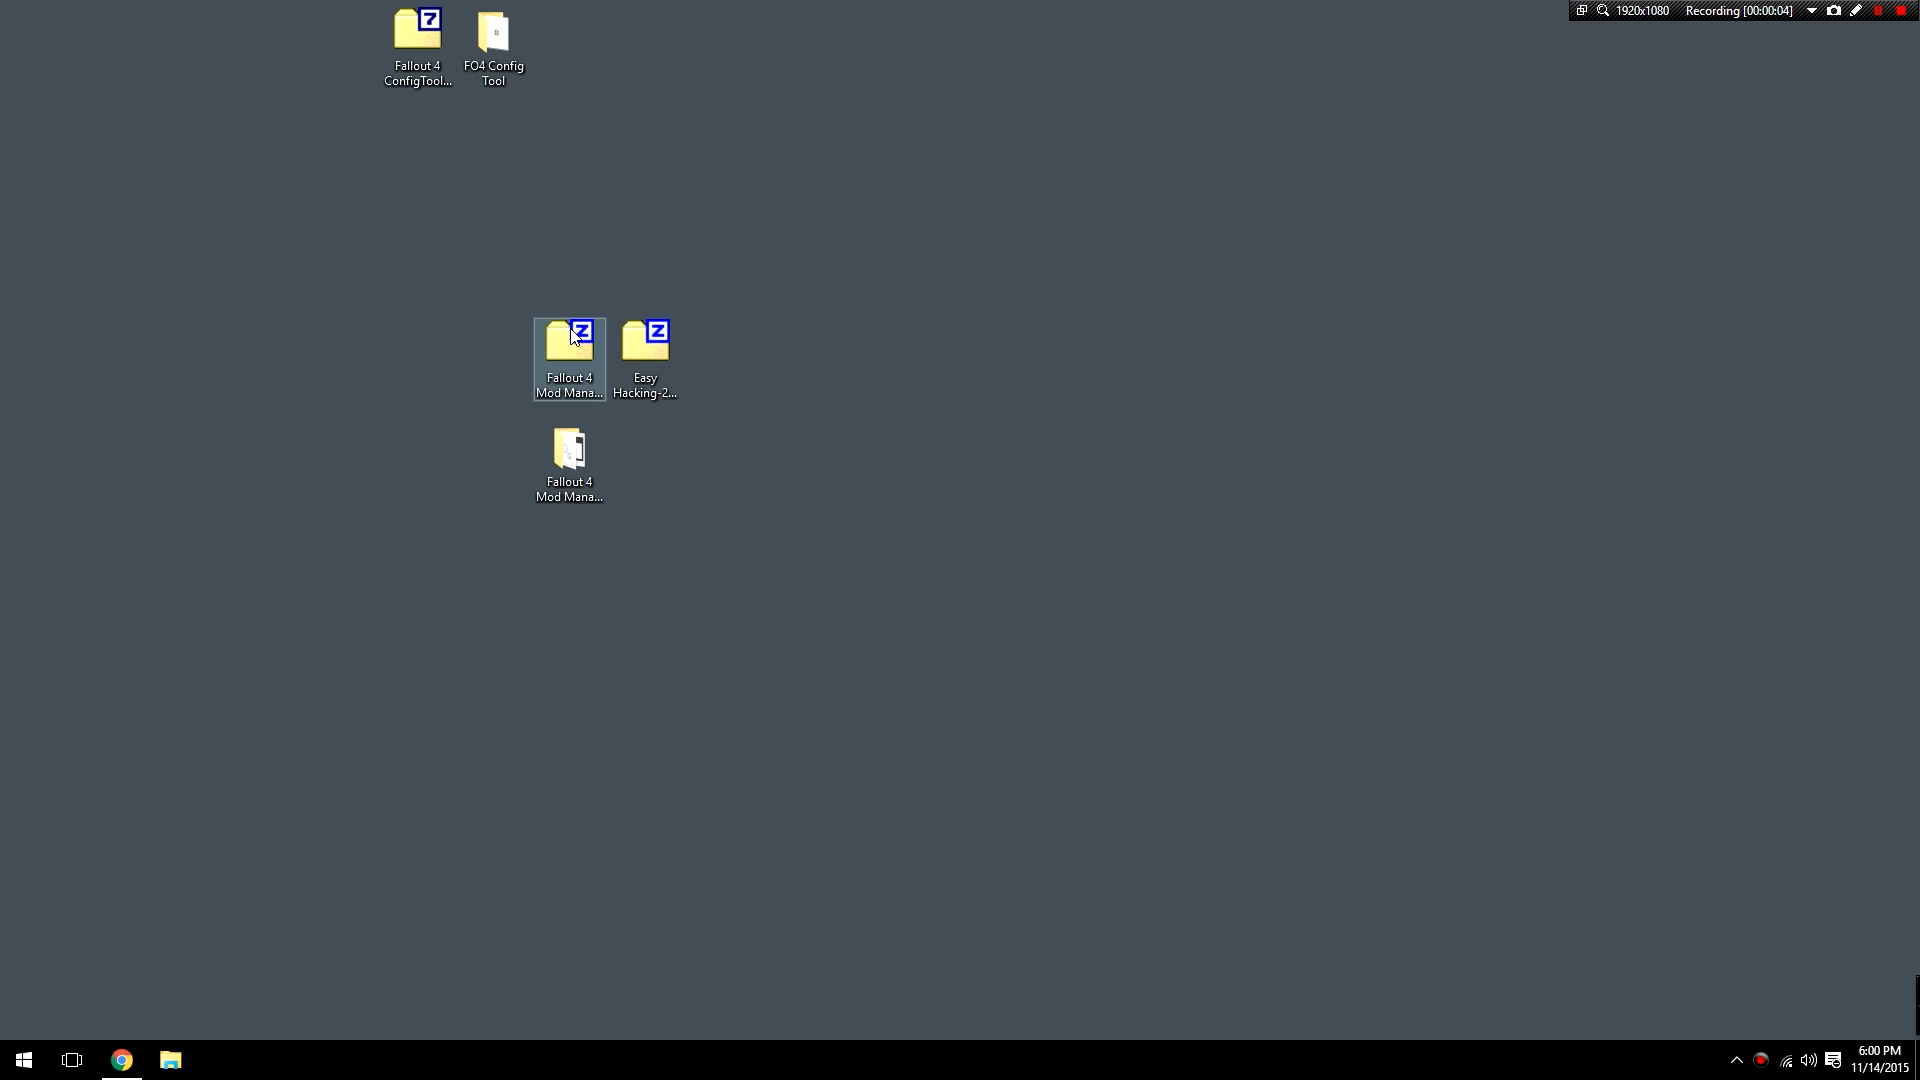 1920x1080 Recording [00:00:04]
7
Fallout 4
ConfigTool...
FO4 Config
Tool
Z
Fallout 4
Mod Mana...
Z
Easy
Hacking-2...
Fallout 4
Mod Mana...
6:00 PM
11/14/2015